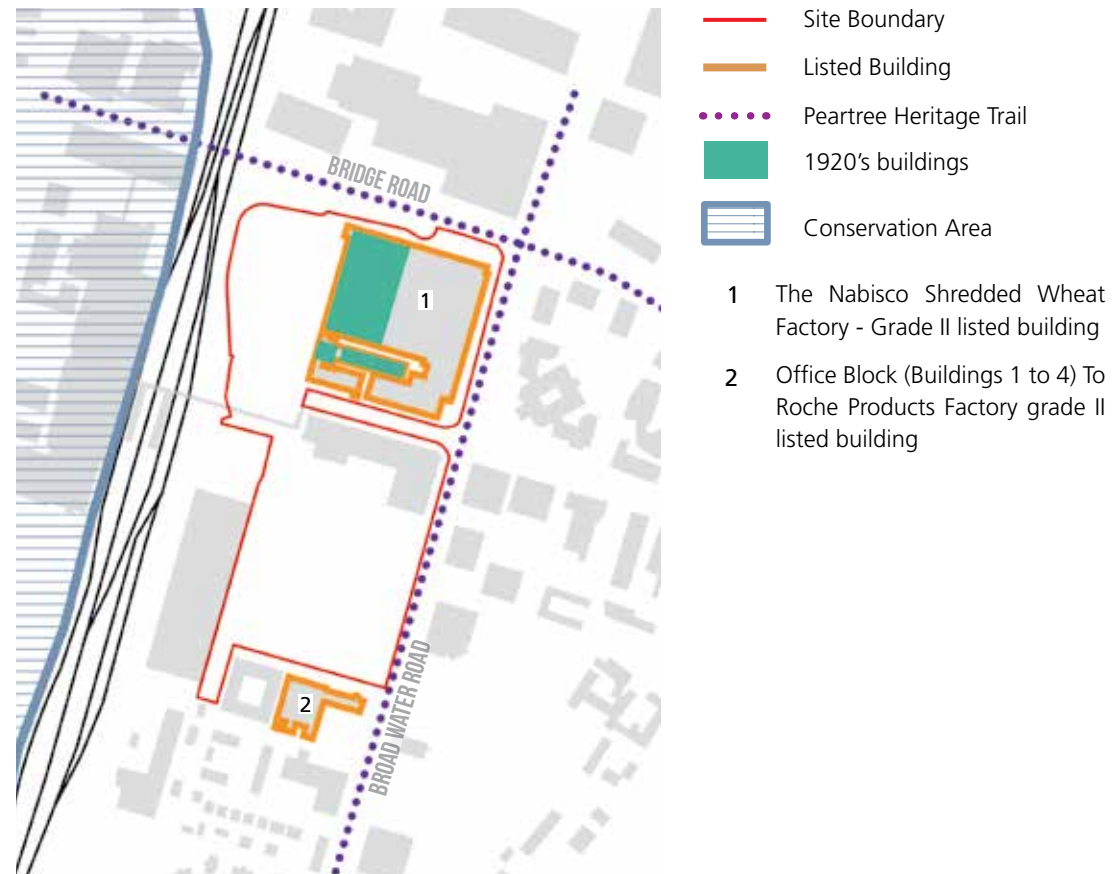 Site Boundary
Listed Building
Peartree Heritage Trail
1920's buildings
Conservation Area
1 The Nabisco Shredded Wheat
Factory - Grade II listed building
2 Office Block (Buildings 1 to 4) To
Roche Products Factory grade II
listed building
BRIDGE ROAD
1
2
BROAD WATER ROAD